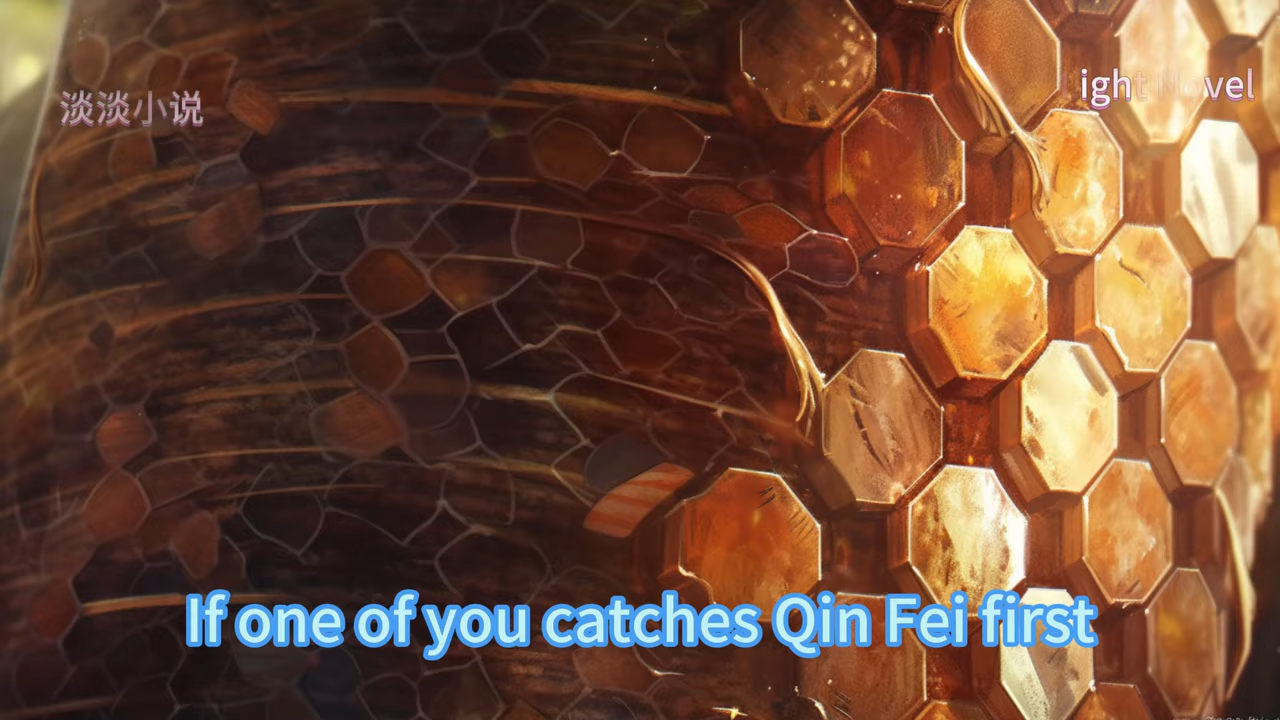 淡淡小说
ight Novel
If one of you catches Qin Fei first